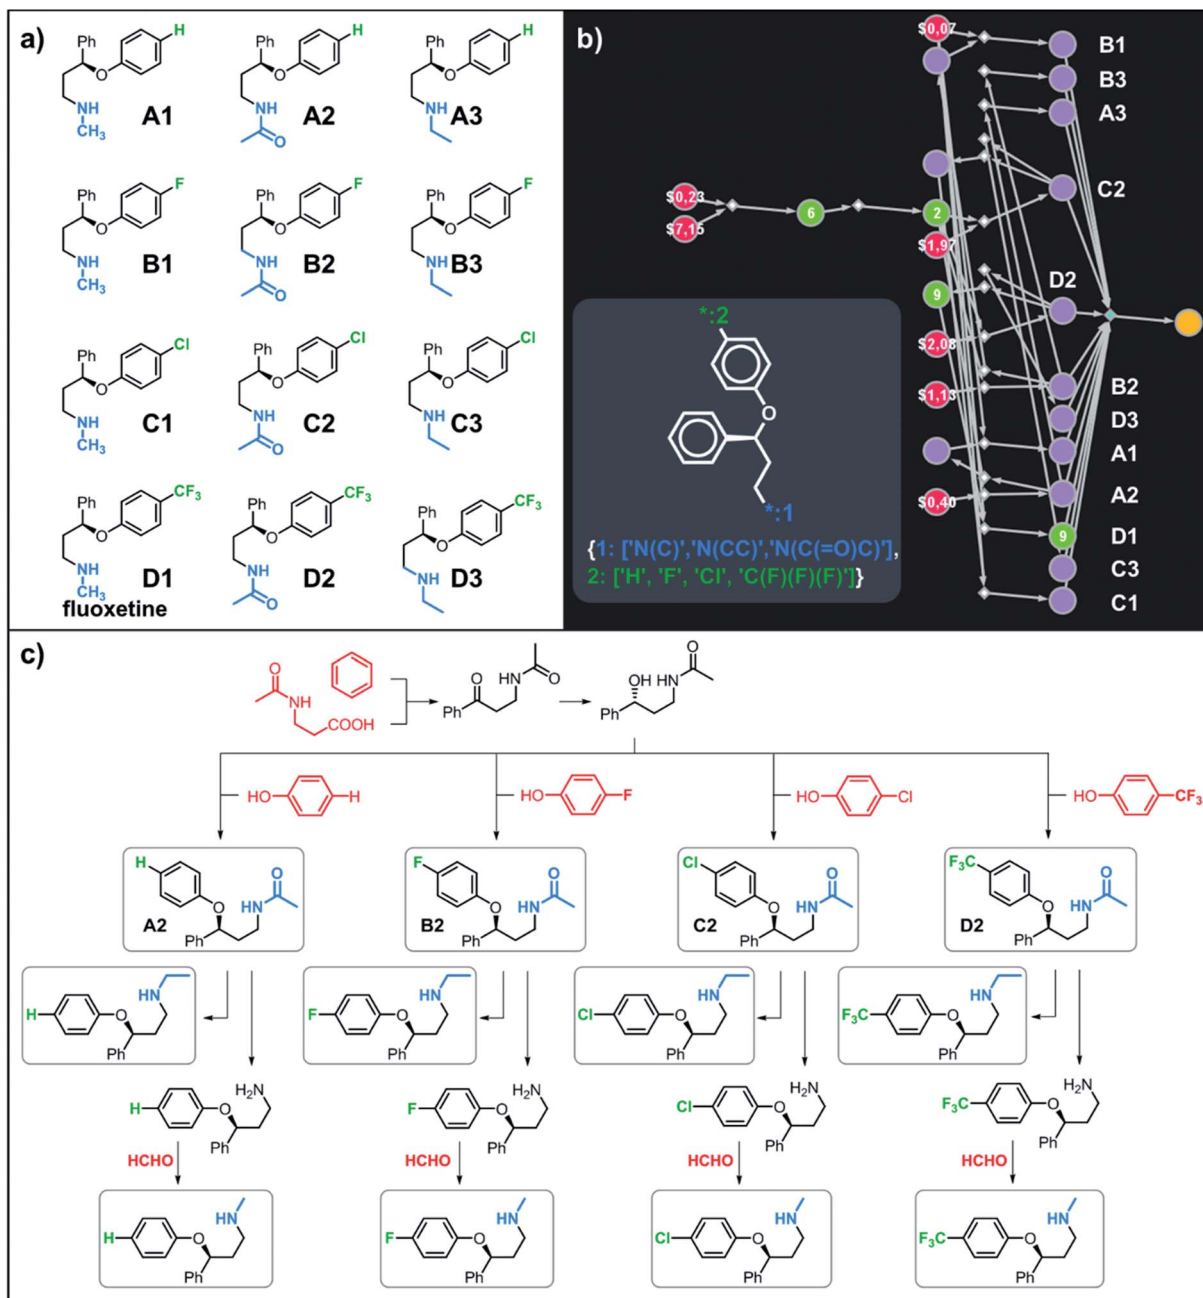 a)
Ph
H
O
NH
CH3
A1
Ph
H
O
NH
O
A2
Ph
H
O
NH
A3
Ph
F
O
NH
CH3
B1
Ph
F
O
NH
O
B2
Ph
F
O
NH
B3
Ph
Cl
O
NH
CH3
C1
Ph
Cl
O
NH
O
C2
Ph
Cl
O
NH
C3
Ph
CF3
O
NH
CH3
D1
fluoxetine
Ph
CF3
O
NH
O
D2
Ph
CF3
O
NH
D3
b)
$0,07
B1
B3
A3
C2
$0,23
$7,15
6
2
$1,97
9
D2
$2,08
$1,13
B2
D3
A1
$0,40
A2
9
D1
C3
C1
*:2
O
*:1
{1: ['N(C)','N(CC)','N(C(=O)C)'],
2: ['H', 'F', 'Cl', 'C(F)(F)(F)']}
c)
O
HN
COOH
O
HN
O
Ph
OH
HN
O
Ph
HO
H
HO
F
HO
Cl
HO
CF3
H
O
O
HN
A2
Ph
F
O
O
HN
B2
Ph
Cl
O
O
HN
C2
Ph
F3C
O
O
HN
D2
Ph
HN
O
H
Ph
HN
O
F
Ph
HN
O
Cl
Ph
HN
O
F3C
Ph
H2N
H
O
Ph
H2N
F
O
Ph
H2N
Cl
O
Ph
H2N
F3C
O
Ph
HCHO
HCHO
HCHO
HCHO
HN
O
H
Ph
HN
O
F
Ph
HN
O
Cl
Ph
HN
O
F3C
Ph